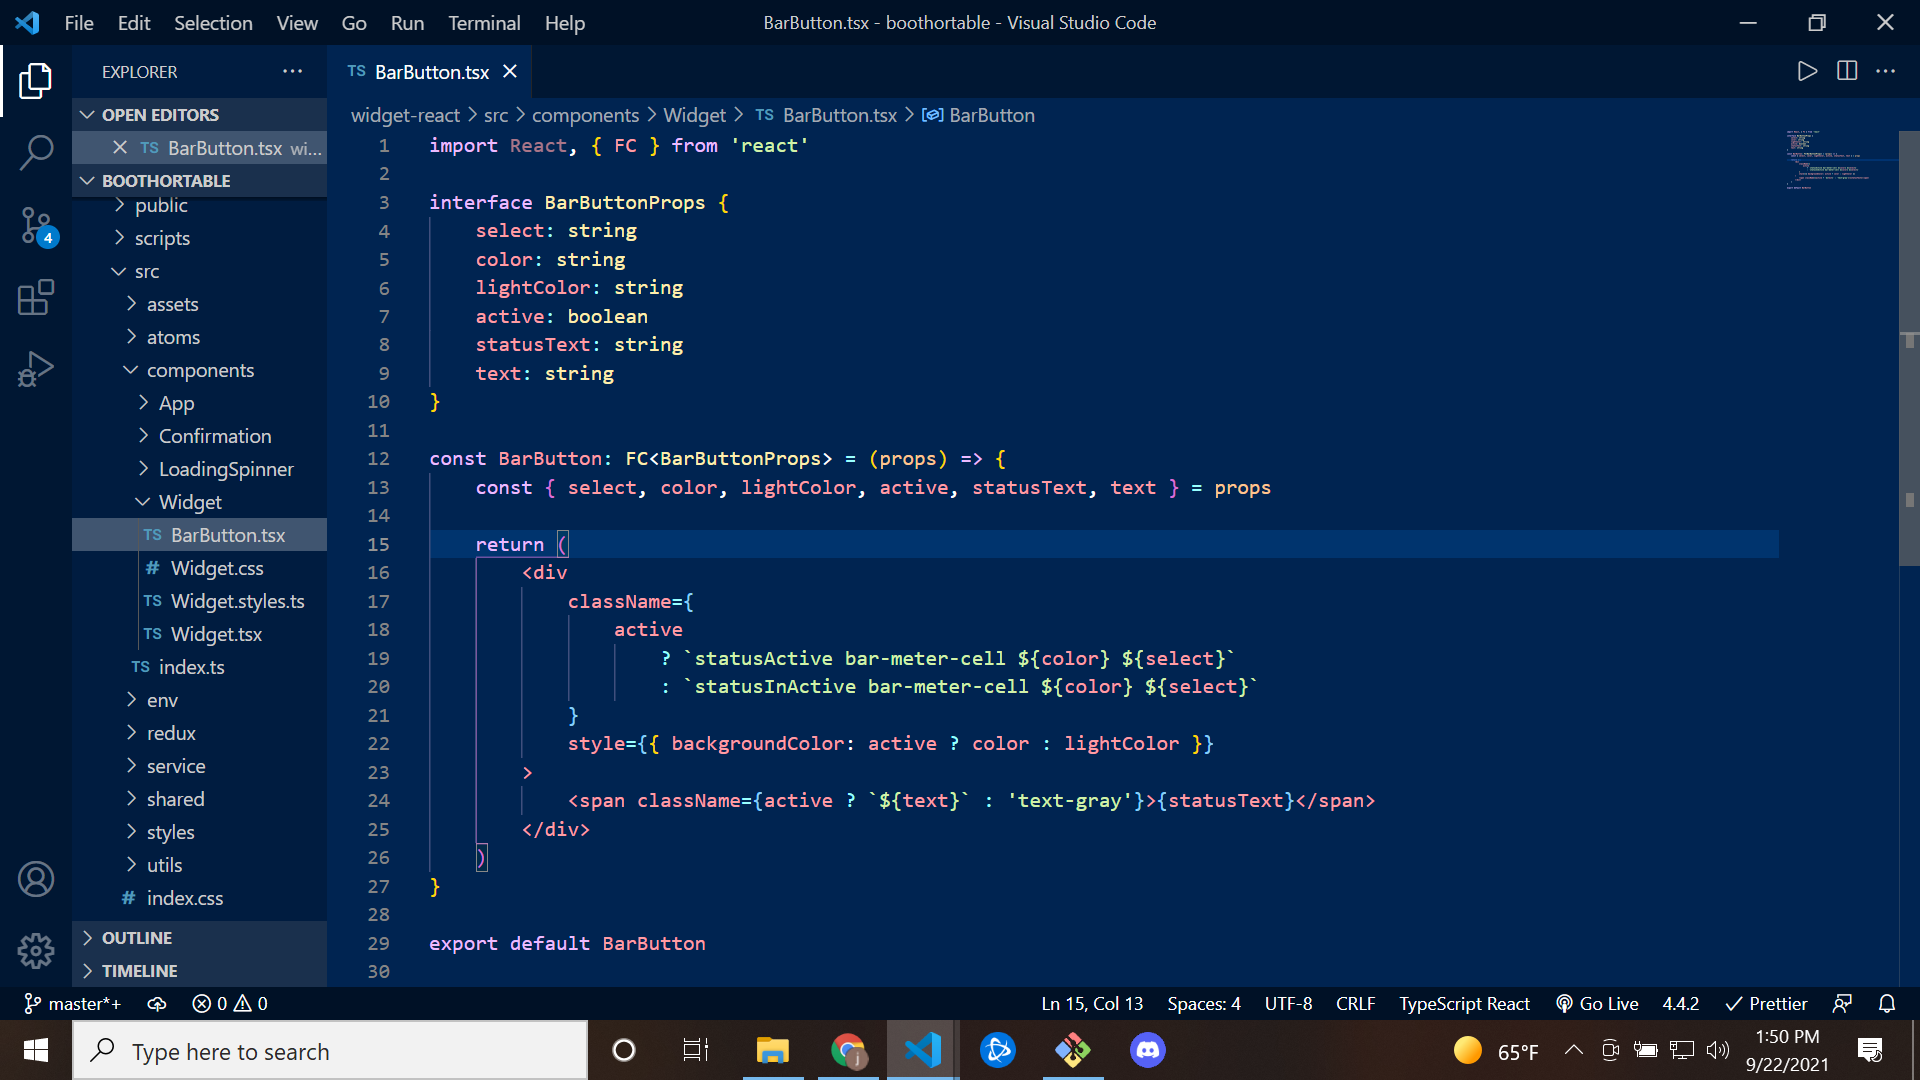 File Edit Selection View Go Run Terminal Help
BarButton.tsx - boothortable - Visual Studio Code
EXPLORER
TS BarButton.tsx
OPEN EDITORS
TS BarButton.tsx wi...
BOOTHORTABLE
public
scripts
src
assets
atoms
components
App
Confirmation
LoadingSpinner
Widget
TS BarButton.tsx
# Widget.css
TS Widget.styles.ts
TS Widget.tsx
TS index.ts
env
redux
service
shared
styles
utils
# index.css
OUTLINE
TIMELINE
4
widget-react > src > components > Widget > TS BarButton.tsx > BarButton
1 import React, { FC } from 'react'
2
3 interface BarButtonProps {
4 select: string
5 color: string
6 lightColor: string
7 active: boolean
8 statusText: string
9 text: string
10 }
11
12 const BarButton: FC<BarButtonProps> = (props) => {
13 const { select, color, lightColor, active, statusText, text } = props
14
15 return (
16 <div
17 className={
18 active
19 ? `statusActive bar-meter-cell ${color} ${select}`
20 : `statusInActive bar-meter-cell ${color} ${select}`
21 }
22 style={{ backgroundColor: active ? color : lightColor }}
23 >
24 <span className={active ? `${text}` : 'text-gray'}>{statusText}</span>
25 </div>
26 )
27 }
28
29 export default BarButton
30
master*+ 0 0 Ln 15, Col 13 Spaces: 4 UTF-8 CRLF TypeScript React Go Live 4.4.2 Prettier
Type here to search
j
65°F
1:50 PM
9/22/2021